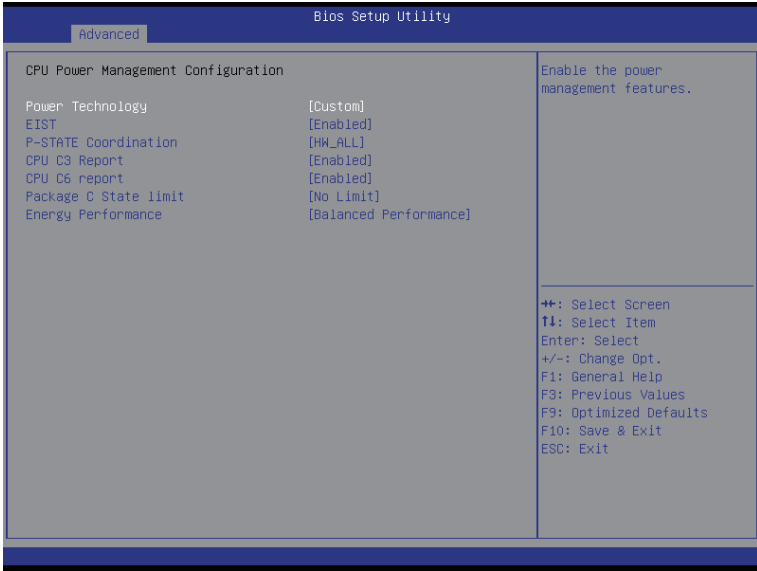 Bios Setup Utility
Advanced
CPU Power Management Configuration
Power Technology [Custom]
EIST [Enabled]
P-STATE Coordination [HW_ALL]
CPU C3 Report [Enabled]
CPU C6 report [Enabled]
Package C State limit [No Limit]
Energy Performance [Balanced Performance]
Enable the power
management features.
→←: Select Screen
↑↓: Select Item
Enter: Select
+/-: Change Opt.
F1: General Help
F3: Previous Values
F9: Optimized Defaults
F10: Save & Exit
ESC: Exit